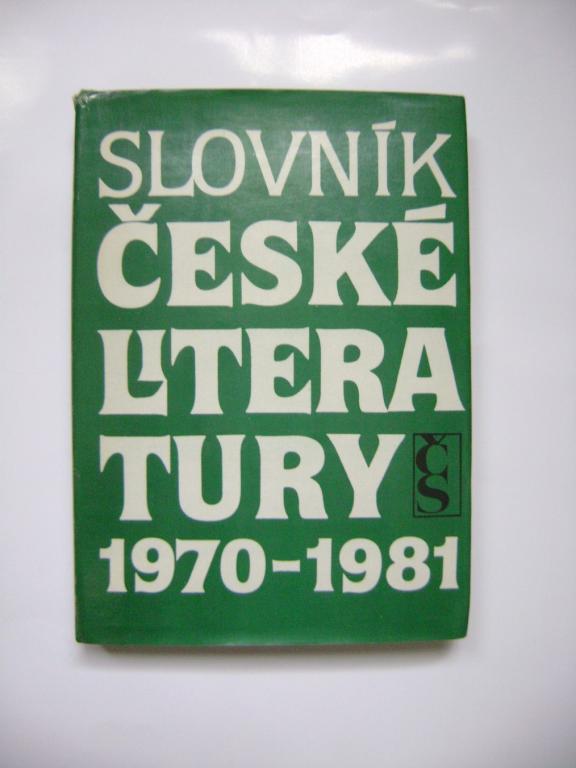 SLOVNÍK
ČESKÉ
LITERA
TURY
ČS
1970-1981